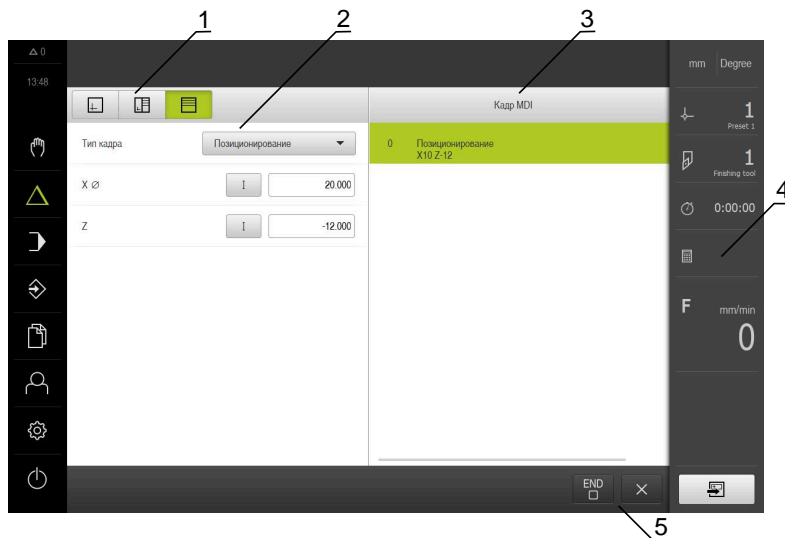 1 2 3
0
13:48
mm Degree
Кадр MDI
1
Preset 1
Тип кадра Позиционирование
0 Позиционирование
X10 Z-12
1
Finishing tool
X Ø I 20.000
4
0:00:00
Z I -12.000
F mm/min
0
END
5